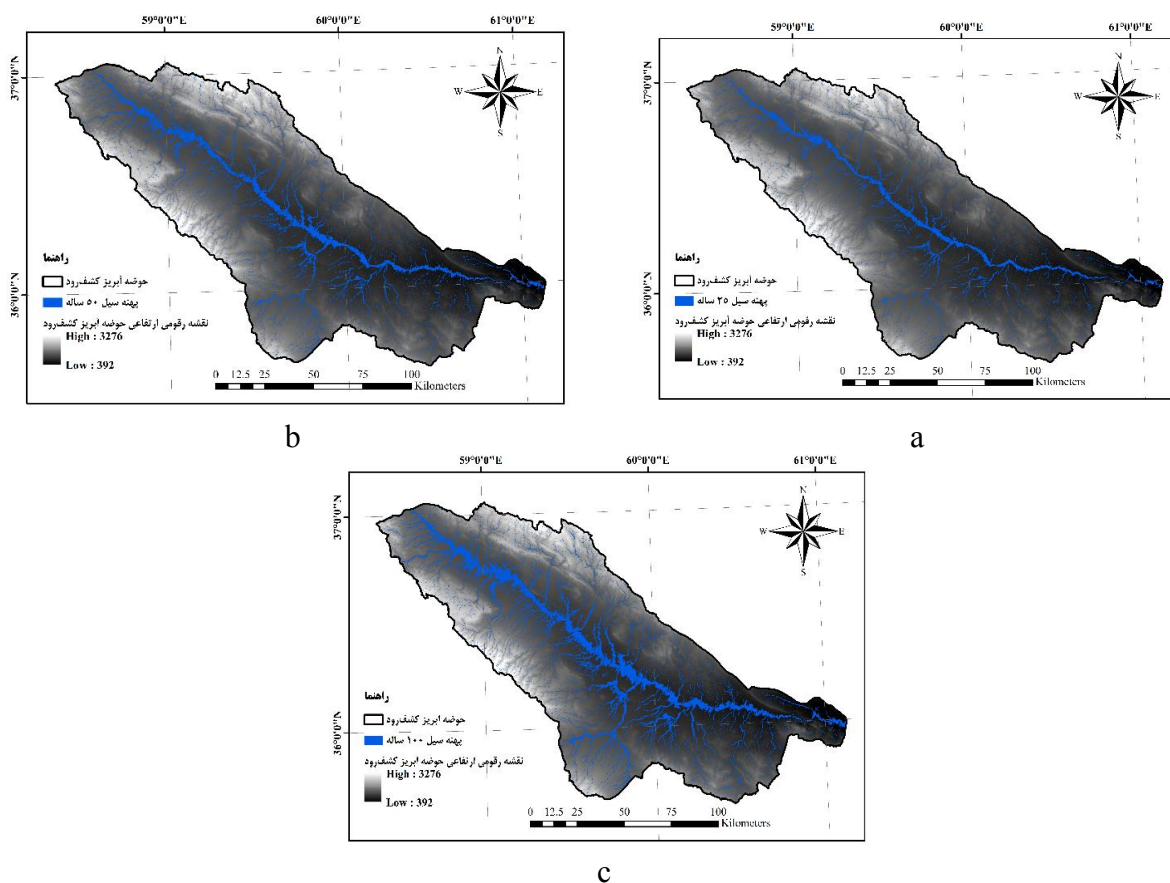 59°0'0"E 60°0'0"E 61°0'0"E
37°0'0"N
36°0'0"N
N
W E
S
راهنما
حوضه آبریز کشف‌رود
پهنه سیل ۵۰ ساله
نقشه رقومی ارتفاعی حوضه آبریز کشف‌رود
High : 3276
Low : 392
0 12.5 25 50 75 100
Kilometers
b
59°0'0"E 60°0'0"E 61°0'0"E
37°0'0"N
36°0'0"N
N
W E
S
راهنما
حوضه آبریز کشف‌رود
پهنه سیل ۲۵ ساله
نقشه رقومی ارتفاعی حوضه آبریز کشف‌رود
High : 3276
Low : 392
0 12.5 25 50 75 100
Kilometers
a
59°0'0"E 60°0'0"E 61°0'0"E
37°0'0"N
36°0'0"N
N
W E
S
راهنما
حوضه ابریز کشف‌رود
پهنه سیل ۱۰۰ ساله
نقشه رقومی ارتفاعی حوضه ابریز کشف‌رود
High : 3276
Low : 392
0 12.5 25 50 75 100
Kilometers
c